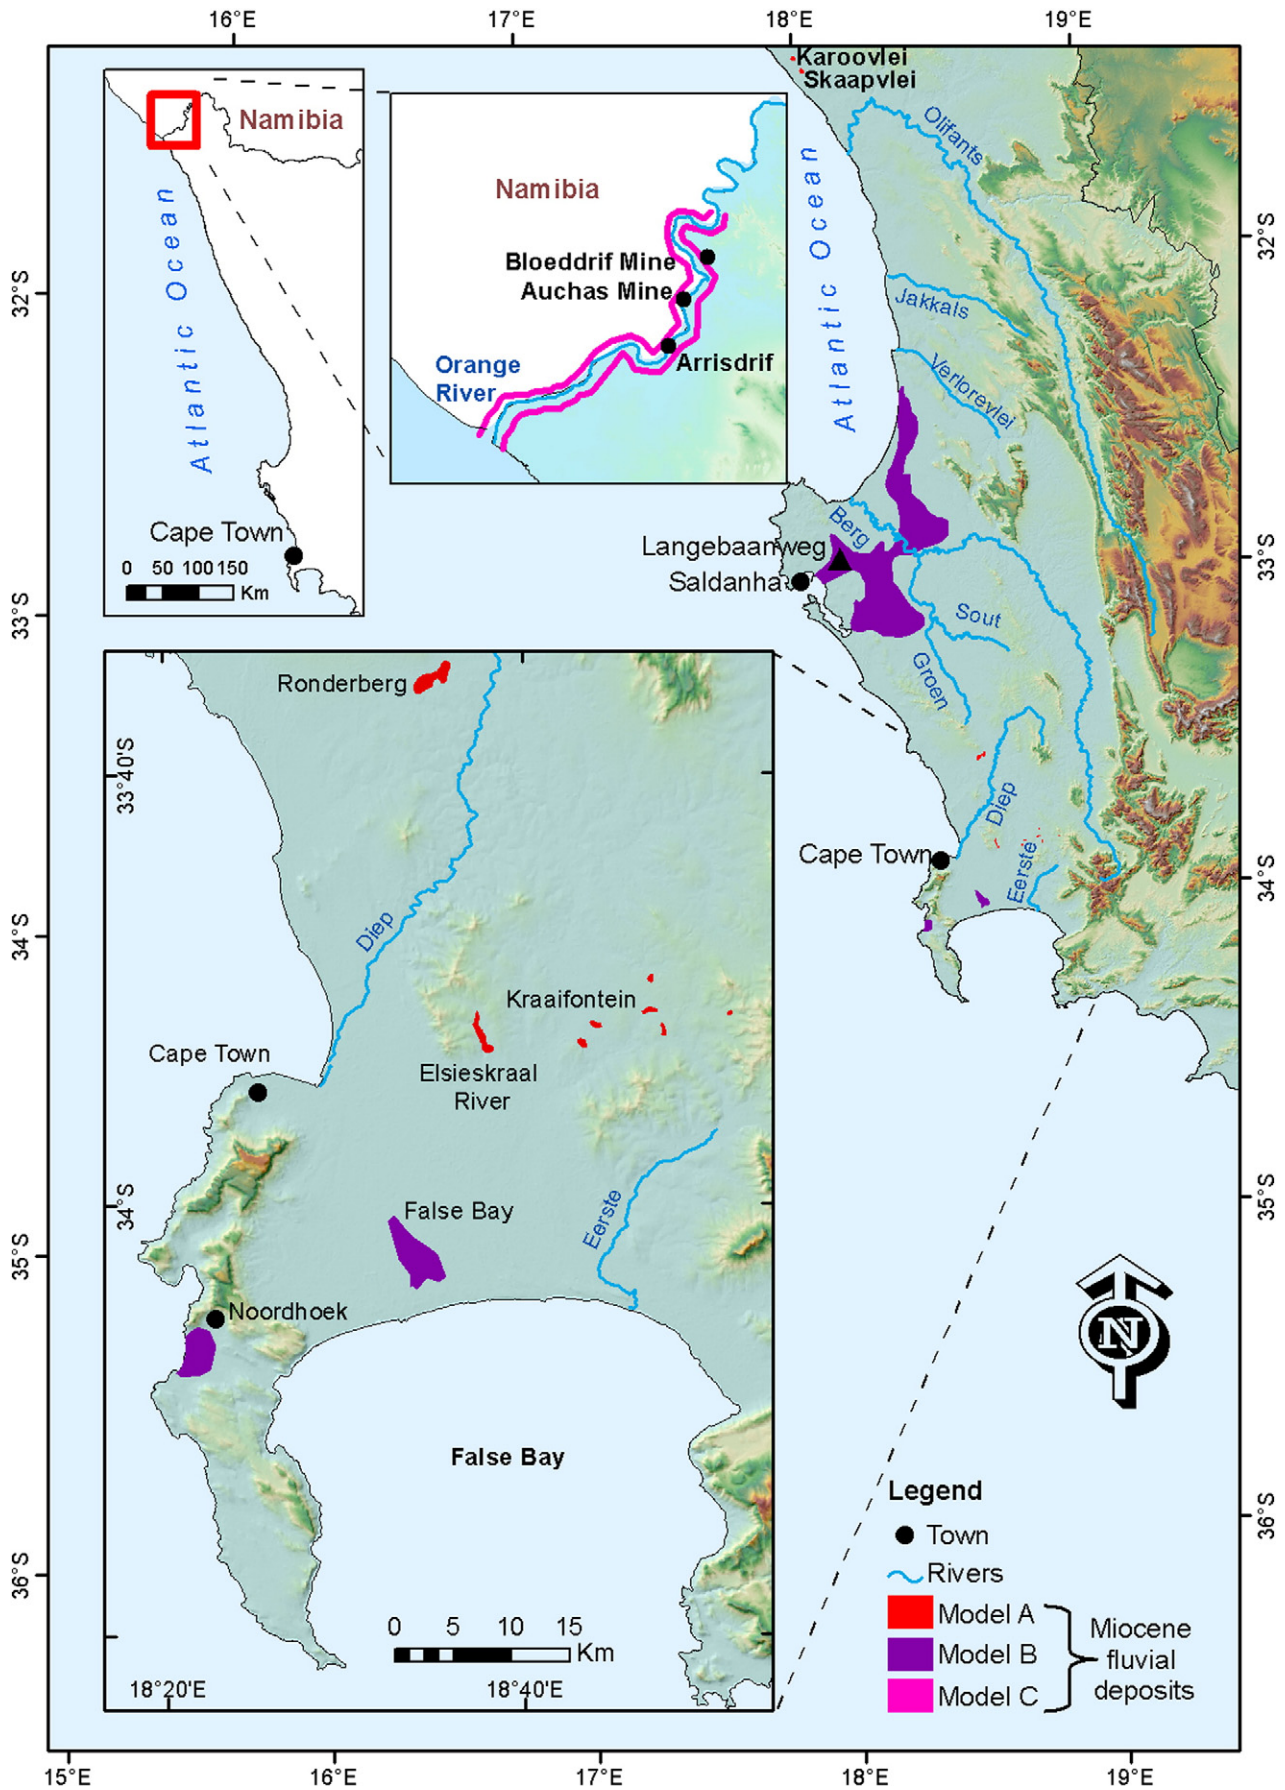 16°E
17°E
18°E
19°E
Namibia
Atlantic Ocean
Cape Town
0 50 100 150
Km
Namibia
Bloeddrif Mine
Auchas Mine
Arrisdrif
Orange
River
Karoovlei
Skaapvlei
Olifants
Atlantic Ocean
Jakkals
Verlorevlei
Berg
Langebaanweg
Saldanha
Sout
Groen
Diep
Cape Town
Eerste
32°S
33°S
34°S
35°S
36°S
32°S
33°S
34°S
35°S
36°S
Ronderberg
33°40'S
Diep
Kraaifontein
Cape Town
Elsieskraal
River
34°S
False Bay
Eerste
Noordhoek
False Bay
0 5 10 15
Km
18°20'E
18°40'E
N
Legend
Town
Rivers
Model A
Model B
Model C
Miocene
fluvial
deposits
15°E
16°E
17°E
18°E
19°E